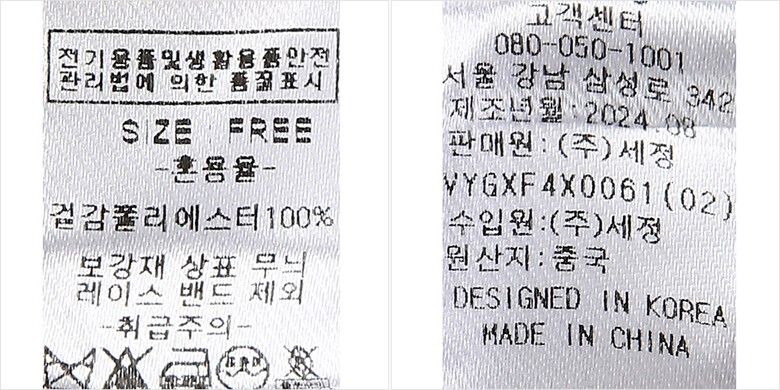 전기용품및생활용품안전
관리법에 의한 품질표시
SIZE FREE
-혼용율-
겉감폴리에스터100%
보강재 상표 무늬
레이스 밴드 제외
-취급주의-
고객센터
080-050-1001
서울 강남 삼성로 342
제조년월:2024.08
판매원:(주)세정
VYGXF4X0061(02)
수입원:(주)세정
원산지:중국
DESIGNED IN KOREA
MADE IN CHINA